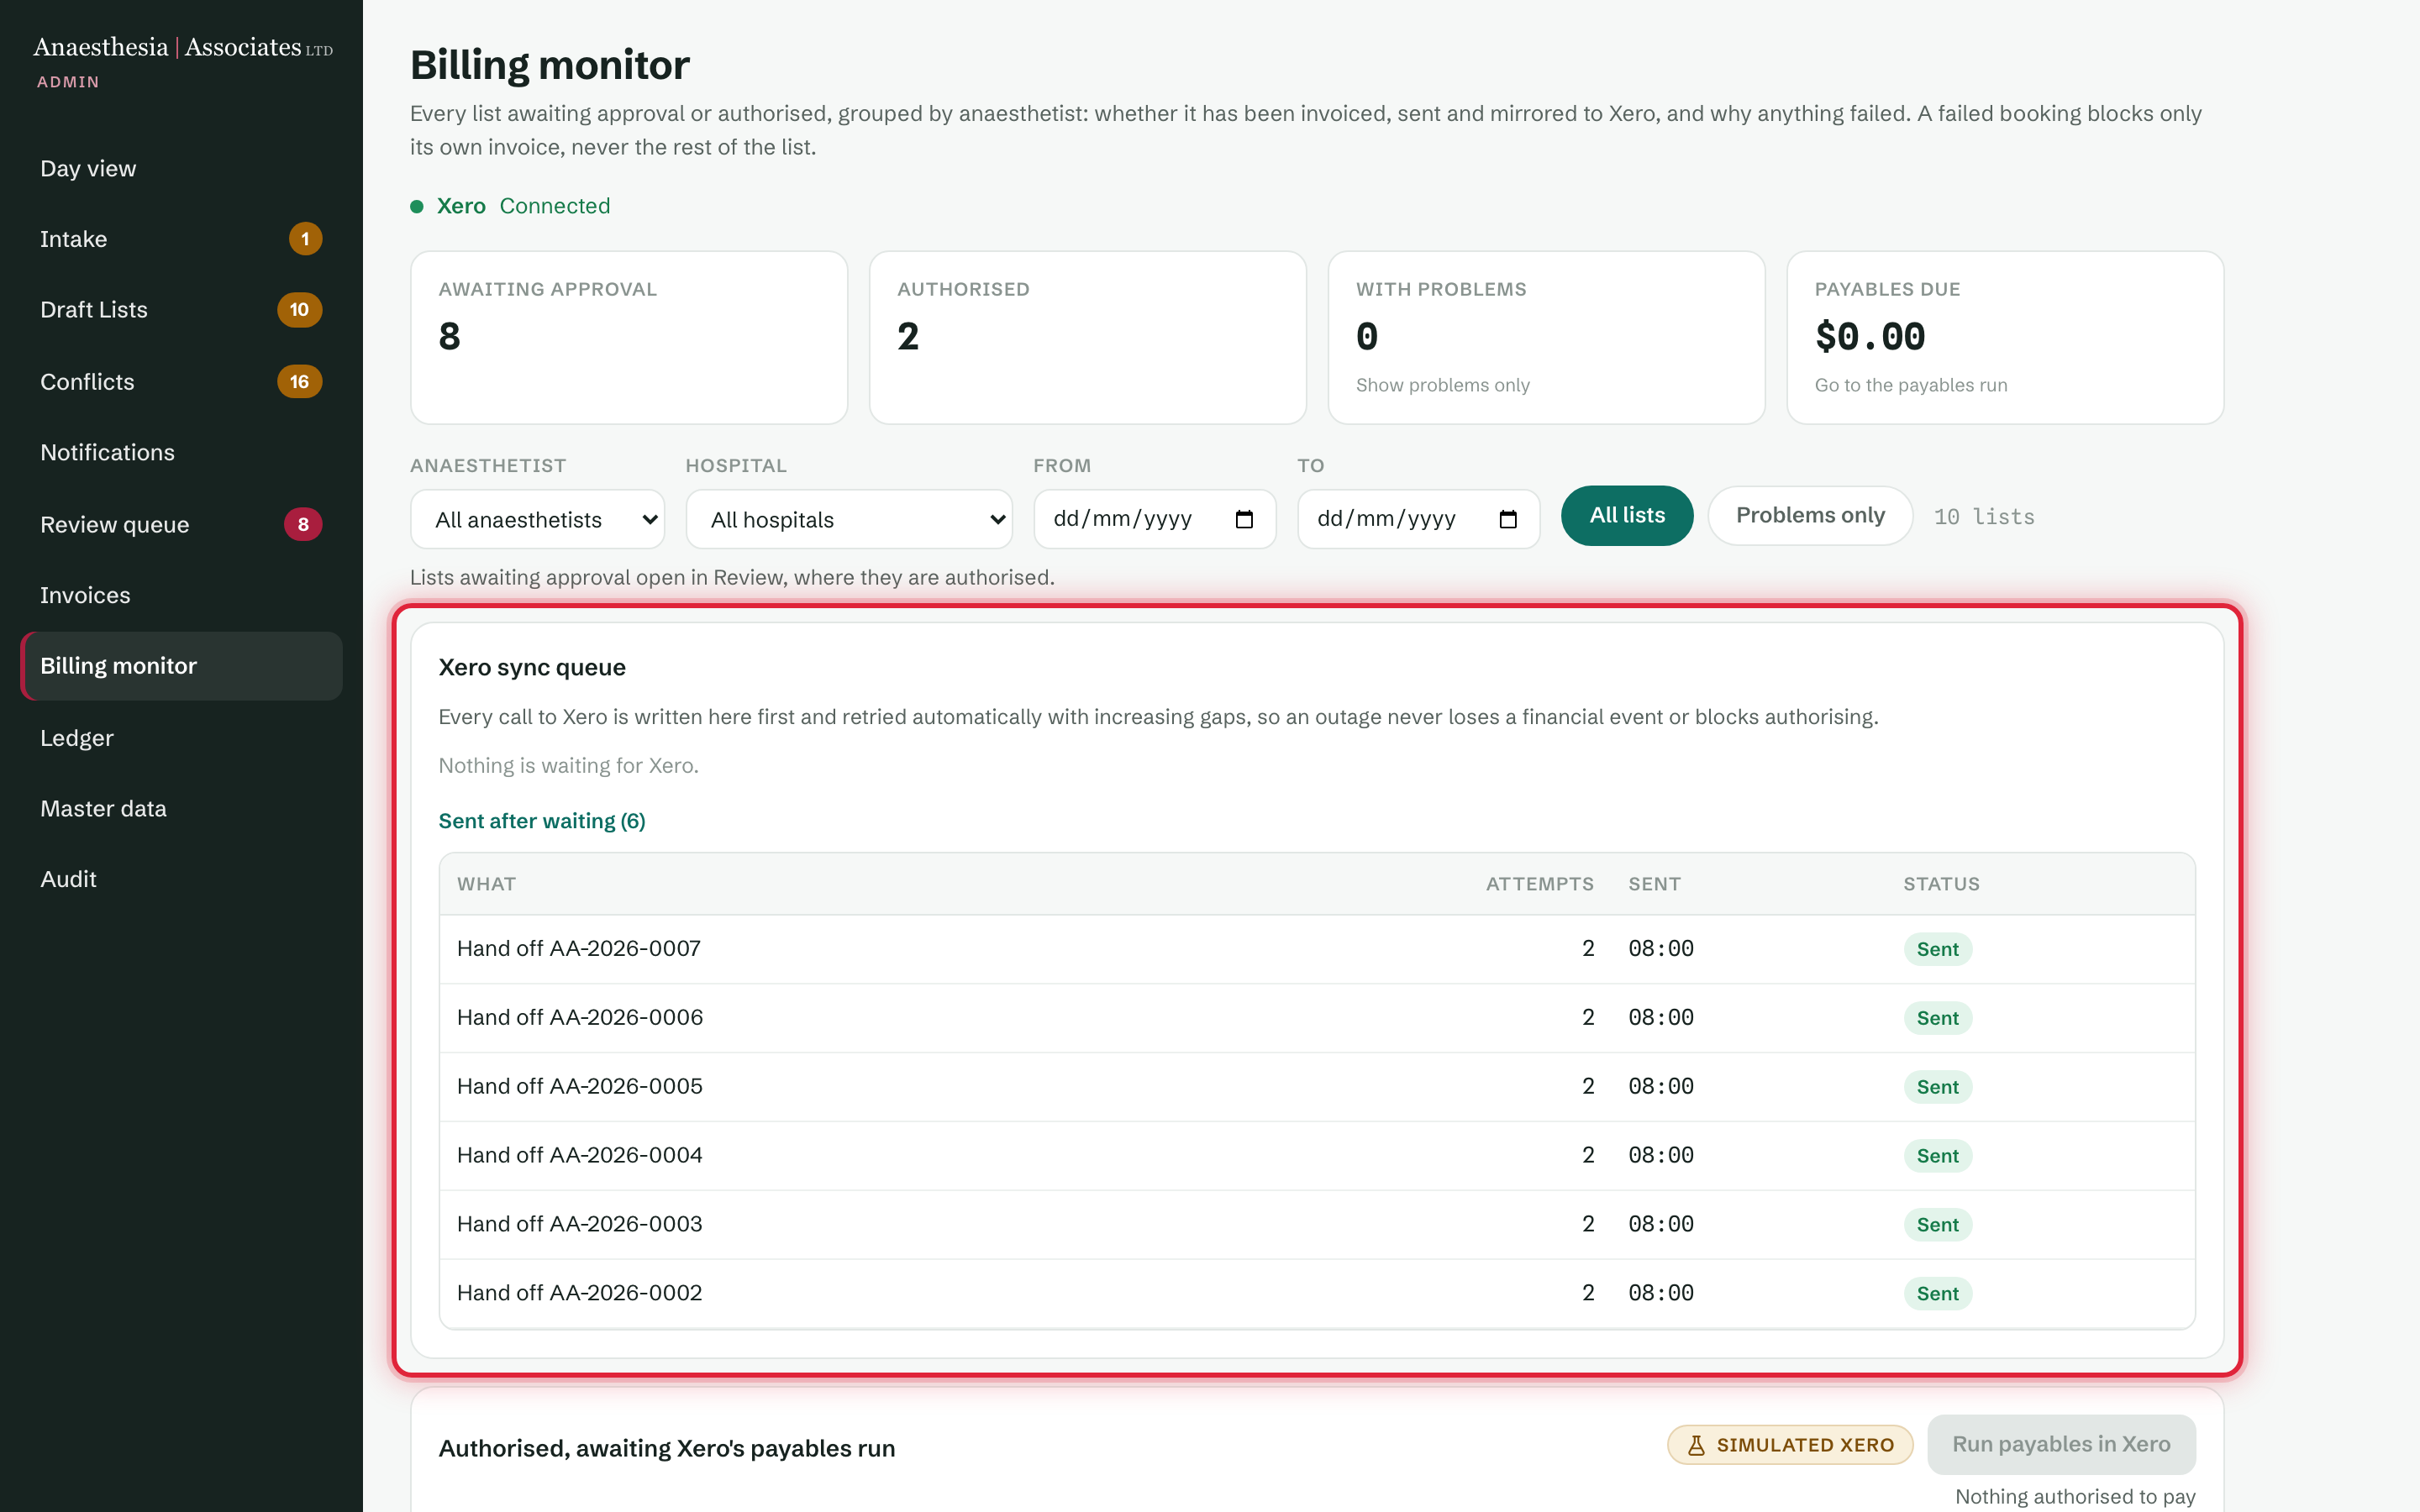 Anaesthesia | Associates LTD
ADMIN
Day view
Intake 1
Draft Lists 10
Conflicts 16
Notifications
Review queue 8
Invoices
Billing monitor
Ledger
Master data
Audit
Billing monitor
Every list awaiting approval or authorised, grouped by anaesthetist: whether it has been invoiced, sent and mirrored to Xero, and why anything failed. A failed booking blocks only
its own invoice, never the rest of the list.
Xero Connected
AWAITING APPROVAL
8
AUTHORISED
2
WITH PROBLEMS
0
Show problems only
PAYABLES DUE
$0.00
Go to the payables run
ANAESTHETIST HOSPITAL FROM TO
All anaesthetists All hospitals dd/mm/yyyy dd/mm/yyyy All lists Problems only 10 lists
Lists awaiting approval open in Review, where they are authorised.
Xero sync queue
Every call to Xero is written here first and retried automatically with increasing gaps, so an outage never loses a financial event or blocks authorising.
Nothing is waiting for Xero.
Sent after waiting (6)
WHAT ATTEMPTS SENT STATUS
Hand off AA-2026-0007 2 08:00 Sent
Hand off AA-2026-0006 2 08:00 Sent
Hand off AA-2026-0005 2 08:00 Sent
Hand off AA-2026-0004 2 08:00 Sent
Hand off AA-2026-0003 2 08:00 Sent
Hand off AA-2026-0002 2 08:00 Sent
Authorised, awaiting Xero's payables run SIMULATED XERO Run payables in Xero
Nothing authorised to pay